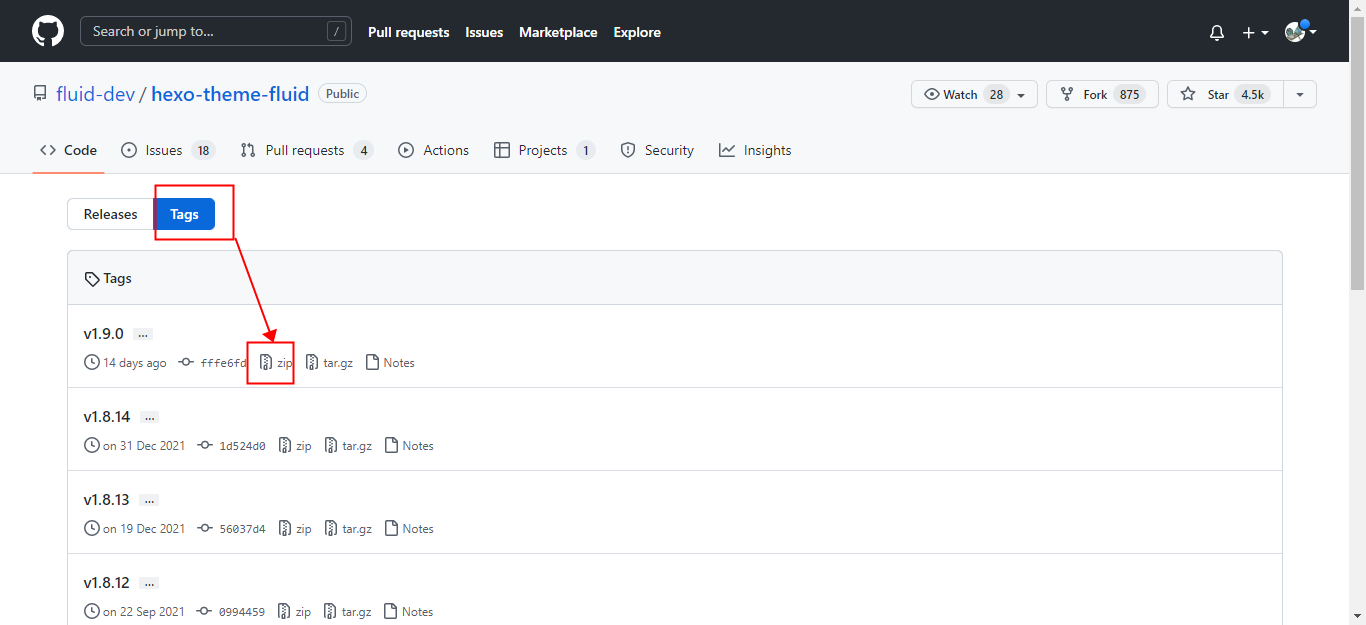 Search or jump to... / Pull requests Issues Marketplace Explore
fluid-dev / hexo-theme-fluid Public Watch 28 Fork 875 Star 4.5k
Code Issues 18 Pull requests 4 Actions Projects 1 Security Insights
Releases Tags
Tags
v1.9.0 ...
14 days ago fffe6fd zip tar.gz Notes
v1.8.14 ...
on 31 Dec 2021 1d524d0 zip tar.gz Notes
v1.8.13 ...
on 19 Dec 2021 56037d4 zip tar.gz Notes
v1.8.12 ...
on 22 Sep 2021 0994459 zip tar.gz Notes